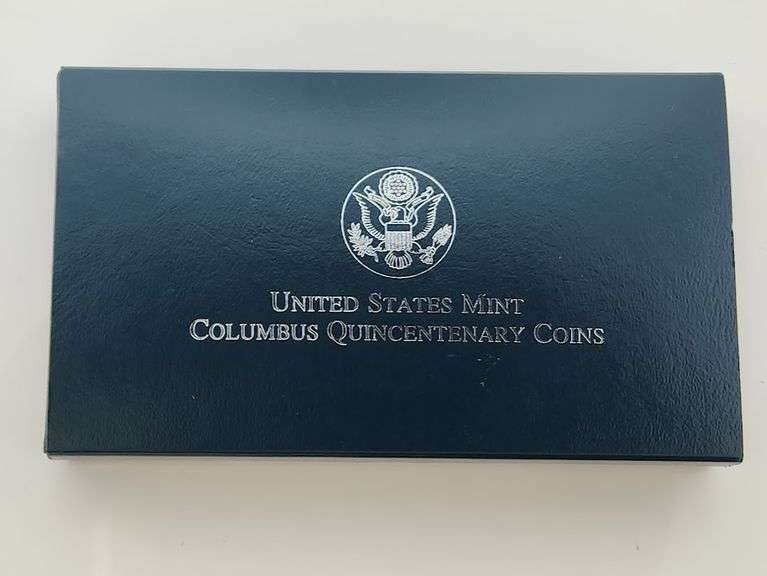 United States Mint
Columbus Quincentenary Coins